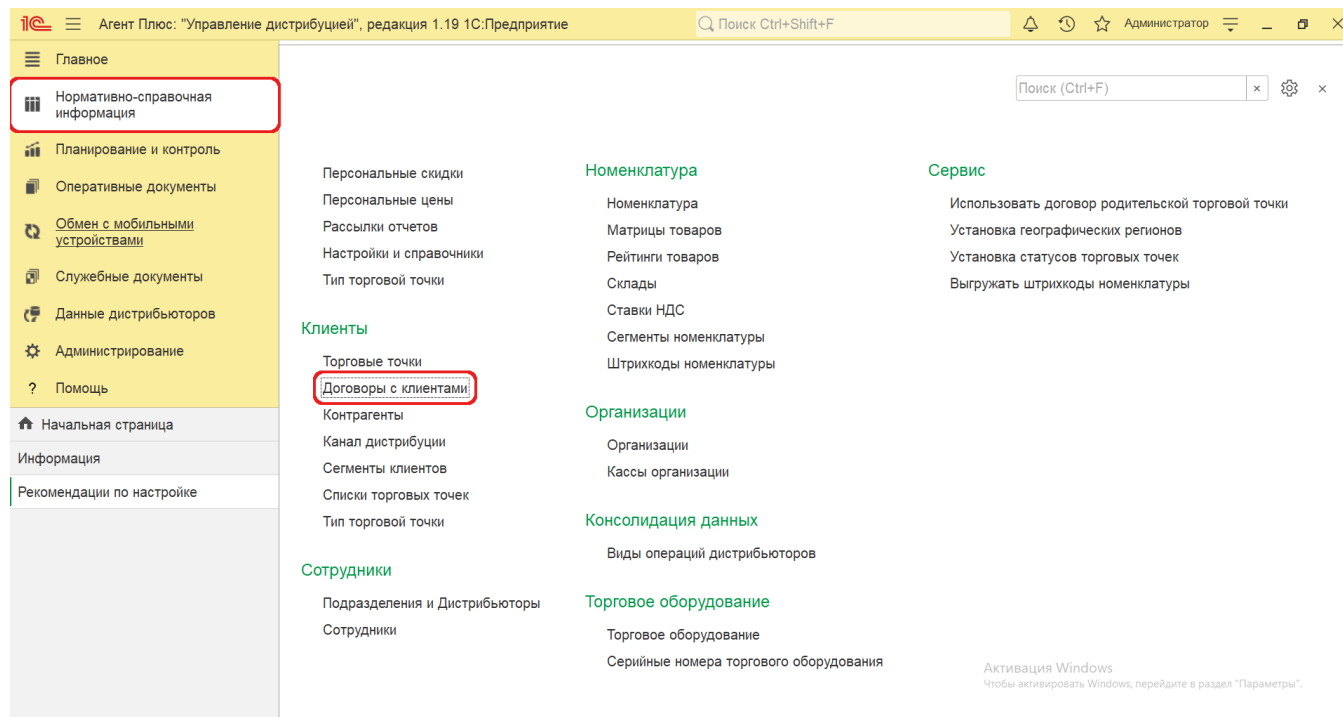 1С Агент Плюс: "Управление дистрибуцией", редакция 1.19 1С:Предприятие
Поиск Ctrl+Shift+F
Администратор
Главное
Нормативно-справочная
информация
Планирование и контроль
Оперативные документы
Обмен с мобильными
устройствами
Служебные документы
Данные дистрибьюторов
Администрирование
? Помощь
Начальная страница
Информация
Рекомендации по настройке
Поиск (Ctrl+F)
Персональные скидки
Персональные цены
Рассылки отчетов
Настройки и справочники
Тип торговой точки
Клиенты
Торговые точки
Договоры с клиентами
Контрагенты
Канал дистрибуции
Сегменты клиентов
Списки торговых точек
Тип торговой точки
Сотрудники
Подразделения и Дистрибьюторы
Сотрудники
Номенклатура
Номенклатура
Матрицы товаров
Рейтинги товаров
Склады
Ставки НДС
Сегменты номенклатуры
Штрихкоды номенклатуры
Организации
Организации
Кассы организации
Консолидация данных
Виды операций дистрибьюторов
Торговое оборудование
Торговое оборудование
Серийные номера торгового оборудования
Сервис
Использовать договор родительской торговой точки
Установка географических регионов
Установка статусов торговых точек
Выгружать штрихкоды номенклатуры
Активация Windows
Чтобы активировать Windows, перейдите в раздел "Параметры".